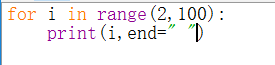 for i in range(2,100):
    print(i,end=" ")